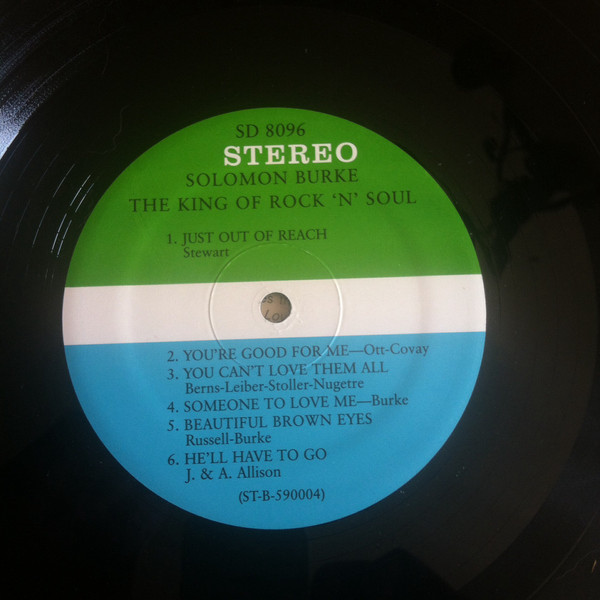 SD 8096
STEREO
SOLOMON BURKE
THE KING OF ROCK ‘N’ SOUL
1. JUST OUT OF REACH
Stewart
2. YOU’RE GOOD FOR ME—Ott-Covay
3. YOU CAN’T LOVE THEM ALL
Berns-Leiber-Stoller-Nugetre
4. SOMEONE TO LOVE ME—Burke
5. BEAUTIFUL BROWN EYES
Russell-Burke
6. HE’LL HAVE TO GO
J. & A. Allison
(ST-B-590004)